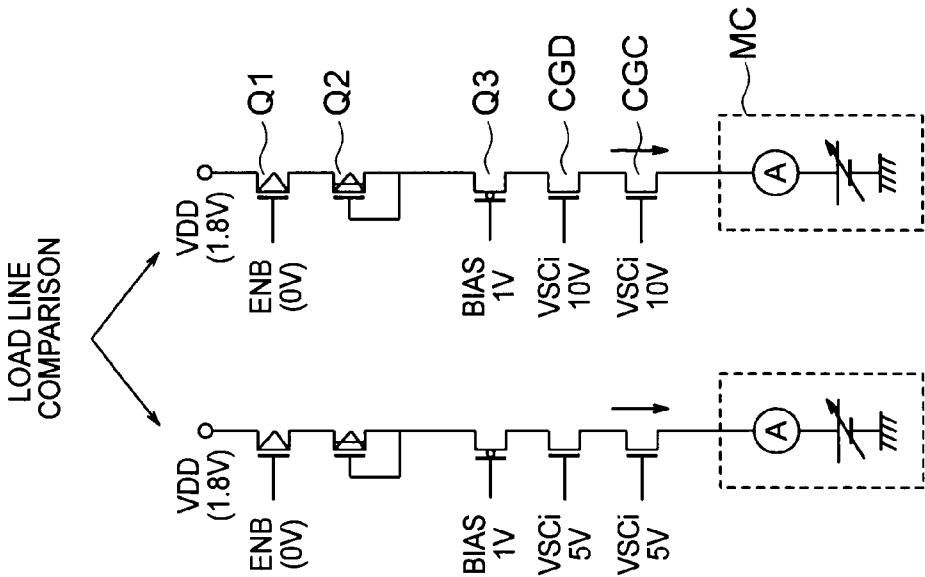 LOAD LINE
COMPARISON
VDD
(1.8V)
ENB
(0V)
BIAS
1V
VSCi
5V
VSCi
5V
A
VDD
(1.8V)
ENB
(0V)
BIAS
1V
VSCi
10V
VSCi
10V
A
Q1
Q2
Q3
CGD
CGC
MC